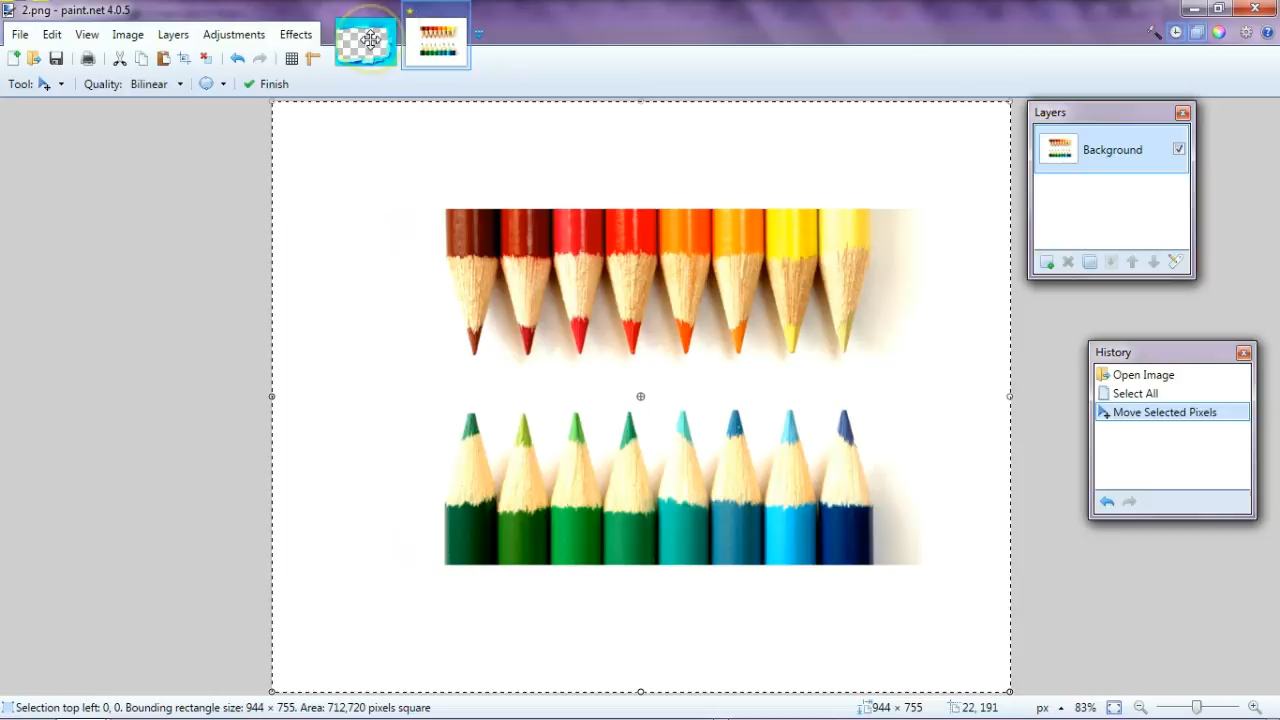 2.png - paint.net 4.0.5
File Edit View Image Layers Adjustments Effects
Tool: Quality: Bilinear Finish
Layers
Background
History
Open Image
Select All
Move Selected Pixels
Selection top left: 0, 0. Bounding rectangle size: 944 × 755. Area: 712,720 pixels square 944 × 755 22, 191 px 83%